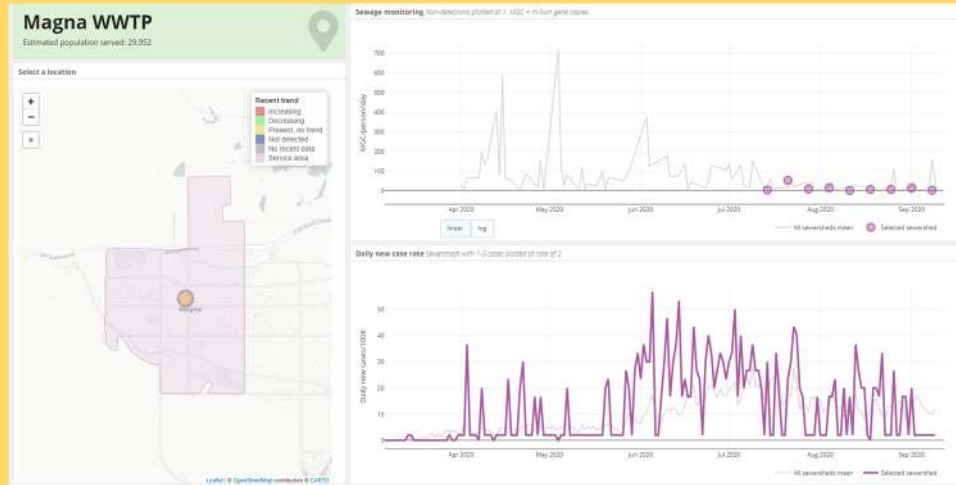 Magna WWTP
Estimated population served: 29,952
Select a location
+
−
×
Recent trend
Increasing
Decreasing
Present, no trend
Not detected
No recent data
Service area
Magna
Leaflet | © OpenStreetMap contributors © CARTO
Sewage monitoring Non-detections plotted at 1. MGC = million gene copies.
MGC/person/day
700
600
500
400
300
200
100
0
Apr 2020
May 2020
Jun 2020
Jul 2020
Aug 2020
Sep 2020
linear
log
All sewersheds mean
Selected sewershed
Daily new case rate Sewersheds with 1-5 cases plotted at rate of 2.
Daily new cases/100K
50
40
30
20
10
0
Apr 2020
May 2020
Jun 2020
Jul 2020
Aug 2020
Sep 2020
All sewersheds mean
Selected sewershed